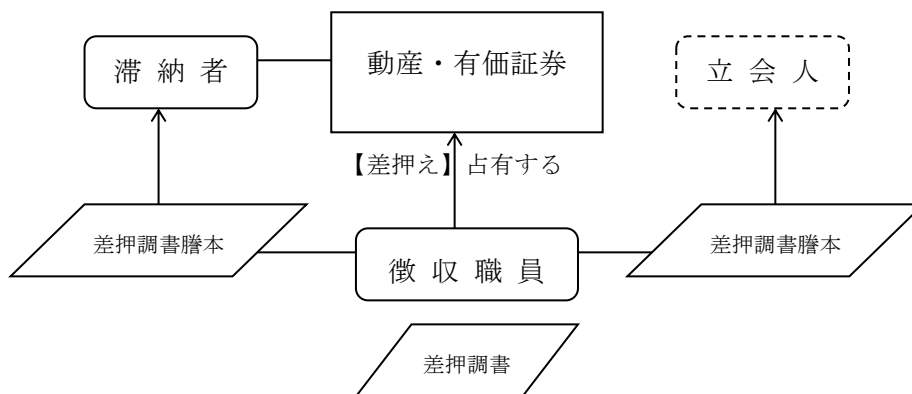 滞 納 者
動産・有価証券
立 会 人
【差押え】占有する
差押調書謄本
差押調書謄本
徴 収 職 員
差押調書